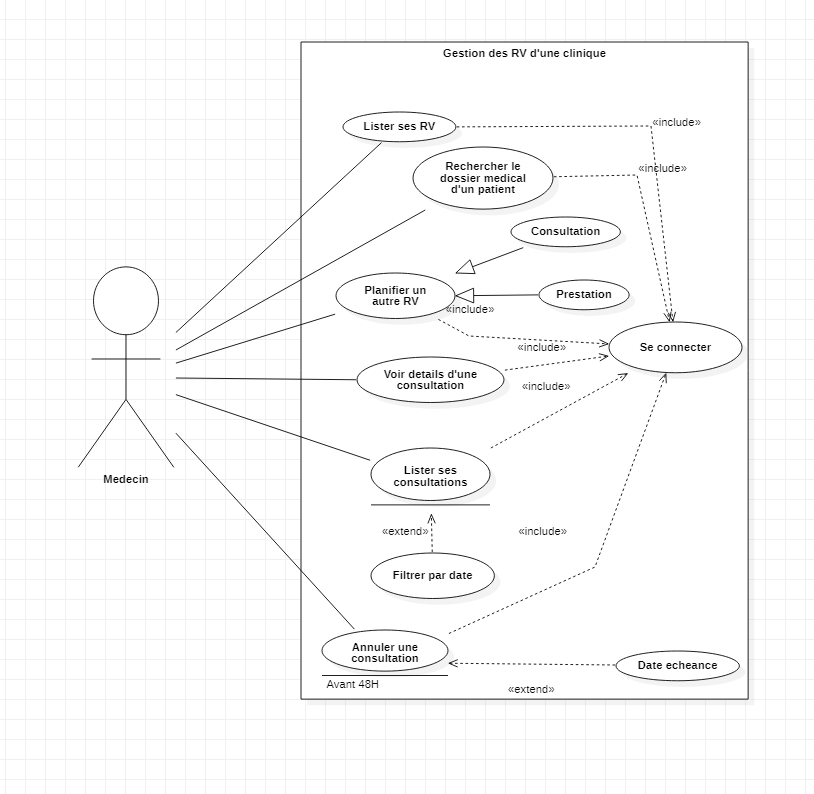 Gestion des RV d'une clinique
Lister ses RV
«include»
Rechercher le
dossier medical
d'un patient
«include»
Consultation
Planifier un
autre RV
Prestation
«include»
«include»
Se connecter
Voir details d'une
consultation
«include»
Lister ses
consultations
Medecin
«extend»
«include»
Filtrer par date
Annuler une
consultation
Date echeance
Avant 48H
«extend»